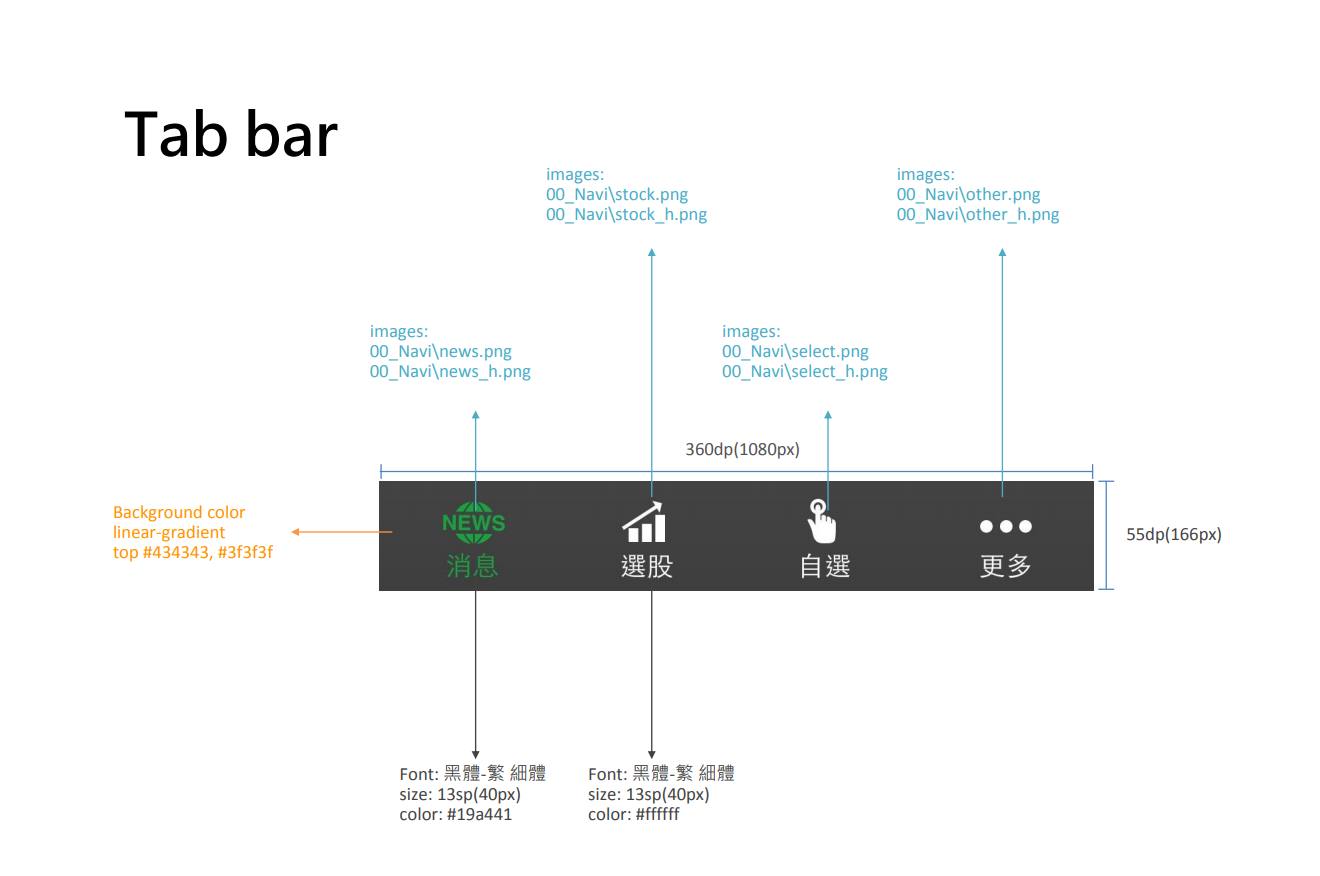 Tab bar
images:
00_Navi\stock.png
00_Navi\stock_h.png
images:
00_Navi\other.png
00_Navi\other_h.png
images:
00_Navi\news.png
00_Navi\news_h.png
images:
00_Navi\select.png
00_Navi\select_h.png
360dp(1080px)
Background color
linear-gradient
top #434343, #3f3f3f
NEWS
消息
選股
自選
更多
55dp(166px)
Font: 黑體-繁 細體
size: 13sp(40px)
color: #19a441
Font: 黑體-繁 細體
size: 13sp(40px)
color: #ffffff